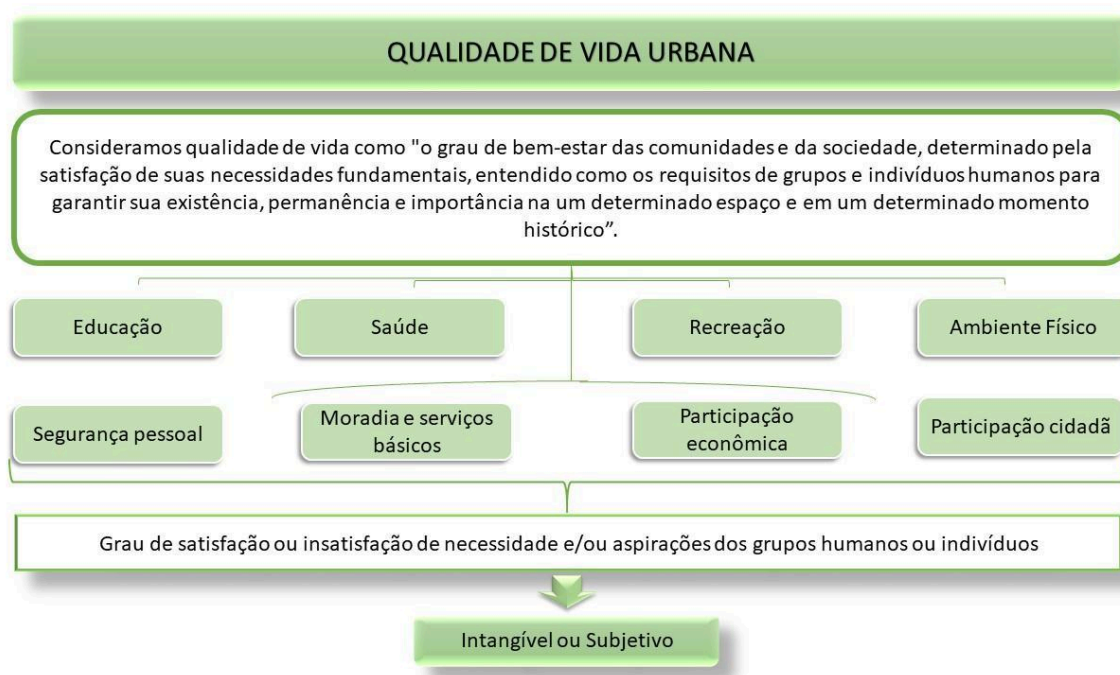 QUALIDADE DE VIDA URBANA
Consideramos qualidade de vida como "o grau de bem-estar das comunidades e da sociedade, determinado pela
satisfação de suas necessidades fundamentais, entendido como os requisitos de grupos e indivíduos humanos para
garantir sua existência, permanência e importância na um determinado espaço e em um determinado momento
histórico”.
Educação
Saúde
Recreação
Ambiente Físico
Segurança pessoal
Moradia e serviços
básicos
Participação
econômica
Participação cidadã
Grau de satisfação ou insatisfação de necessidade e/ou aspirações dos grupos humanos ou indivíduos
Intangível ou Subjetivo